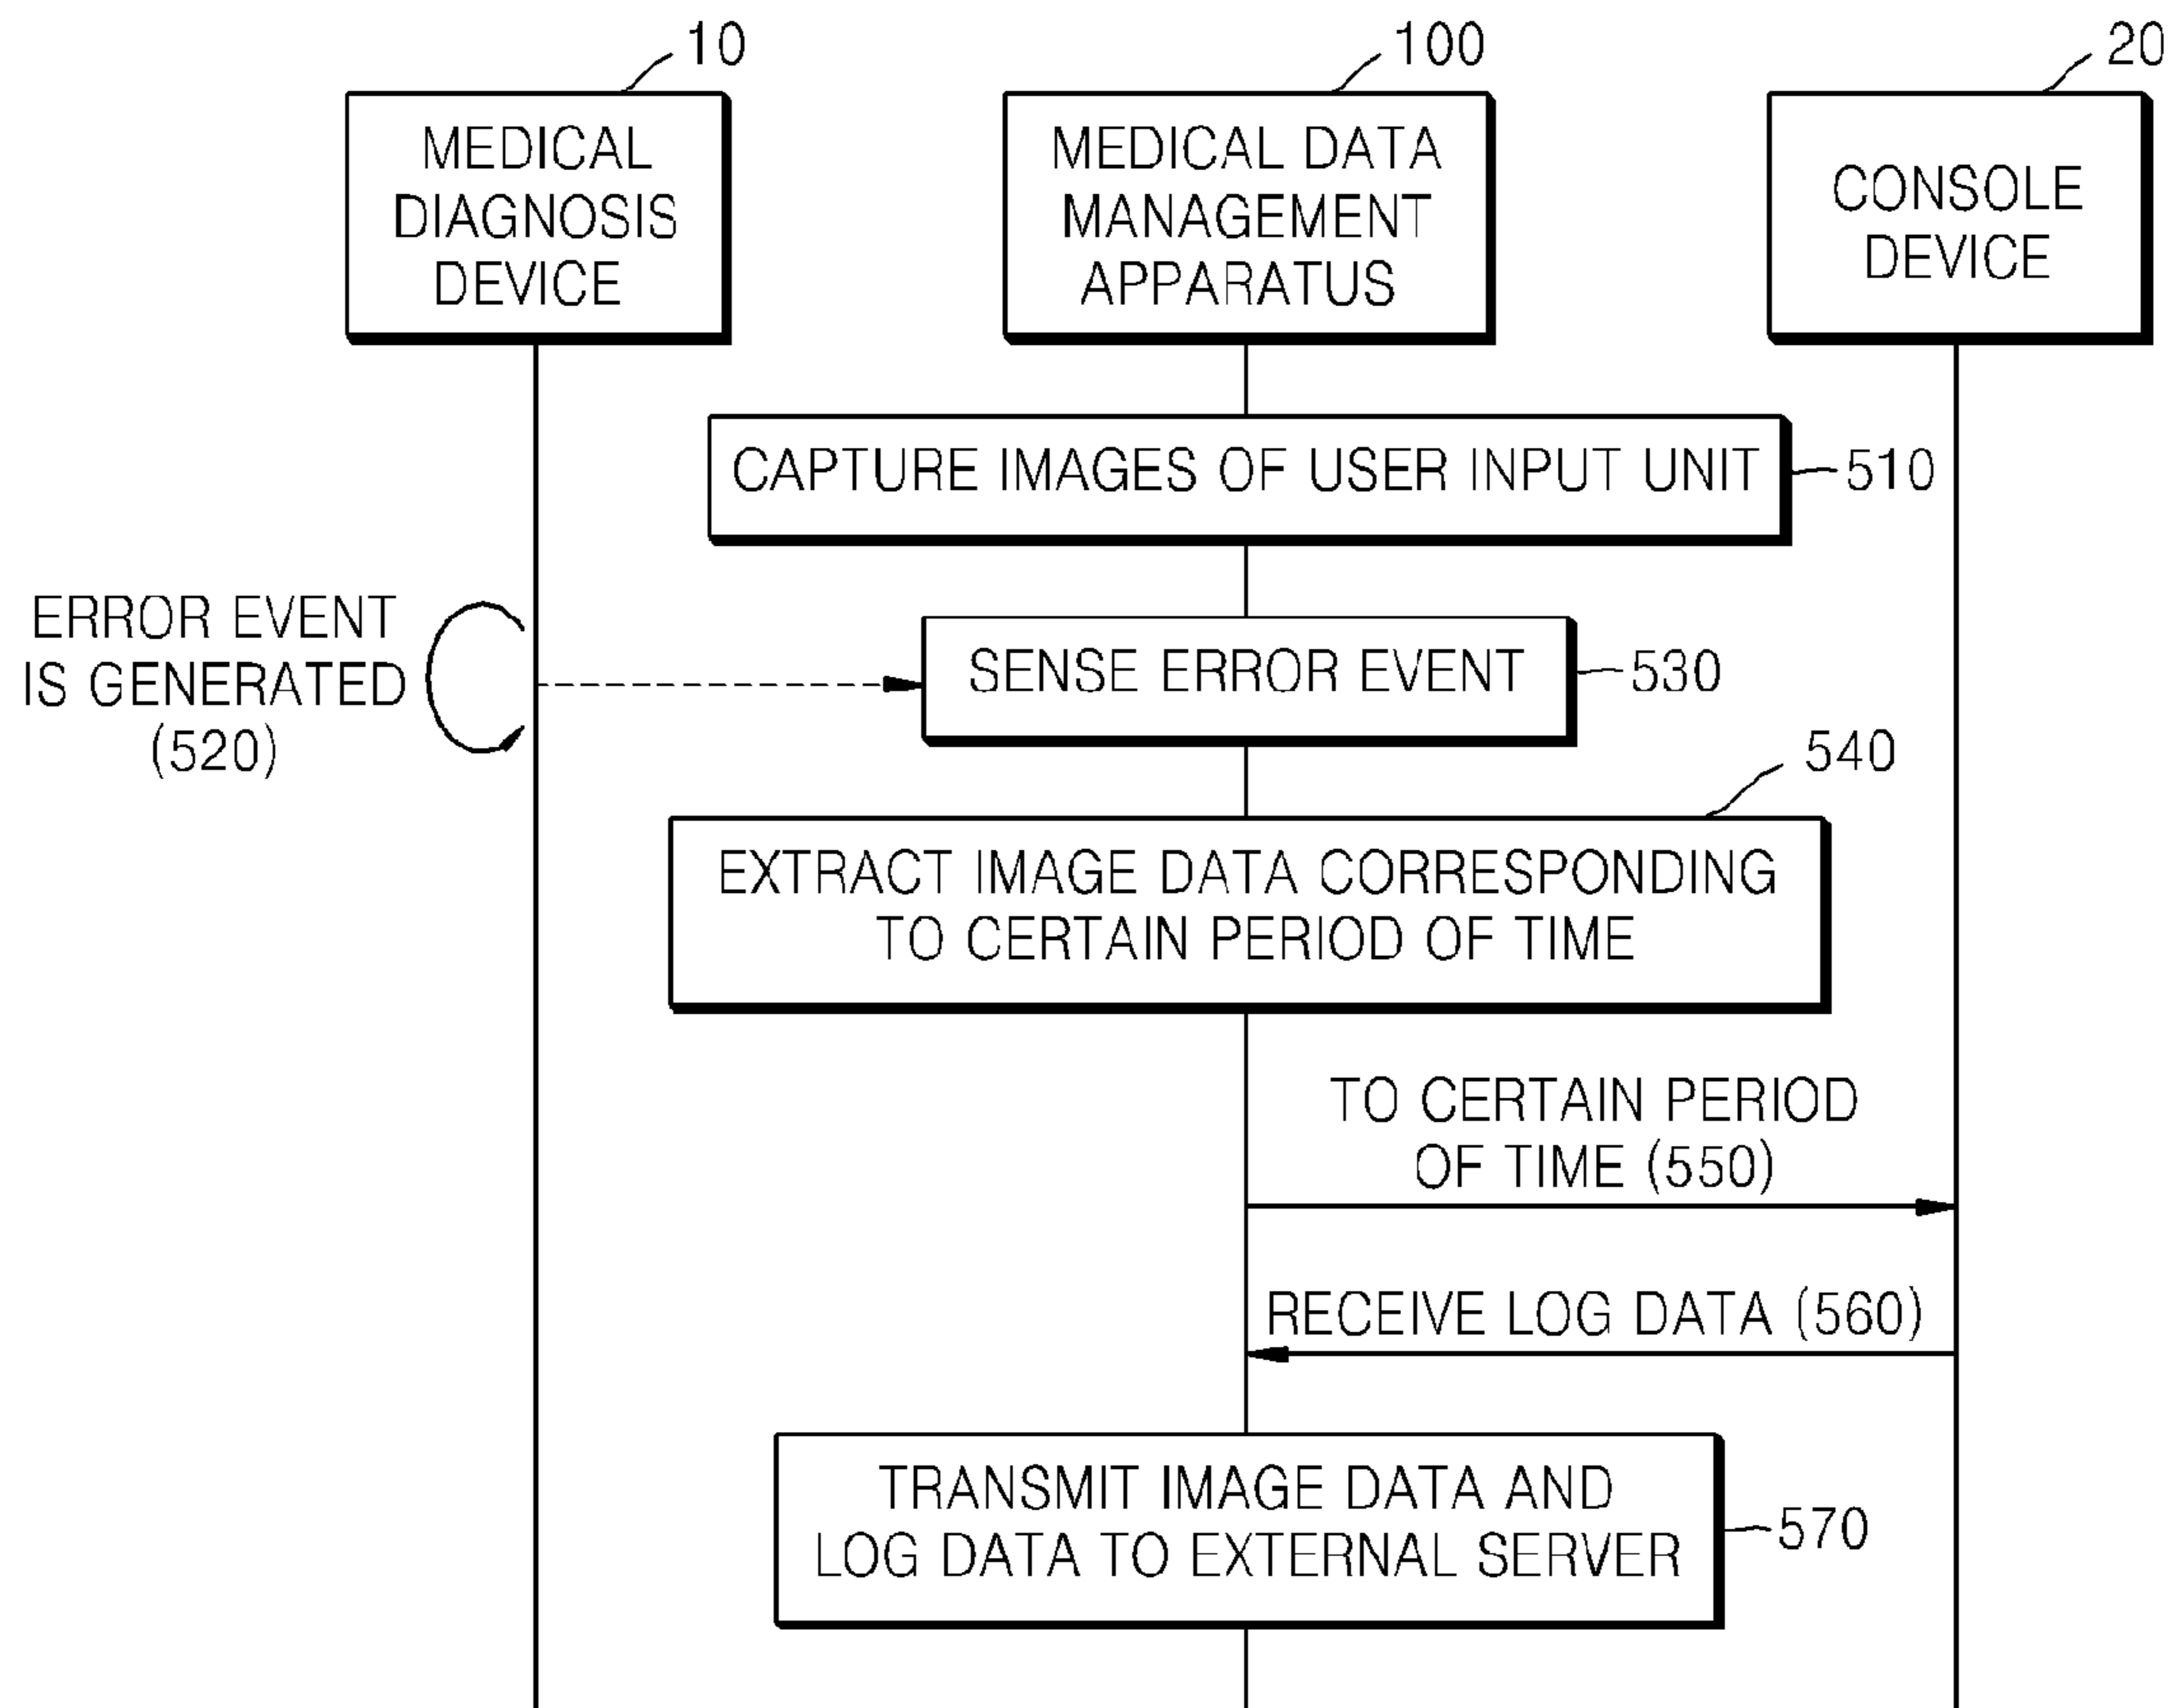 10
100
20
MEDICAL
DIAGNOSIS
DEVICE
MEDICAL DATA
MANAGEMENT
APPARATUS
CONSOLE
DEVICE
CAPTURE IMAGES OF USER INPUT UNIT
510
ERROR EVENT
IS GENERATED
(520)
SENSE ERROR EVENT
530
540
EXTRACT IMAGE DATA CORRESPONDING
TO CERTAIN PERIOD OF TIME
TO CERTAIN PERIOD
OF TIME (550)
RECEIVE LOG DATA (560)
TRANSMIT IMAGE DATA AND
LOG DATA TO EXTERNAL SERVER
570